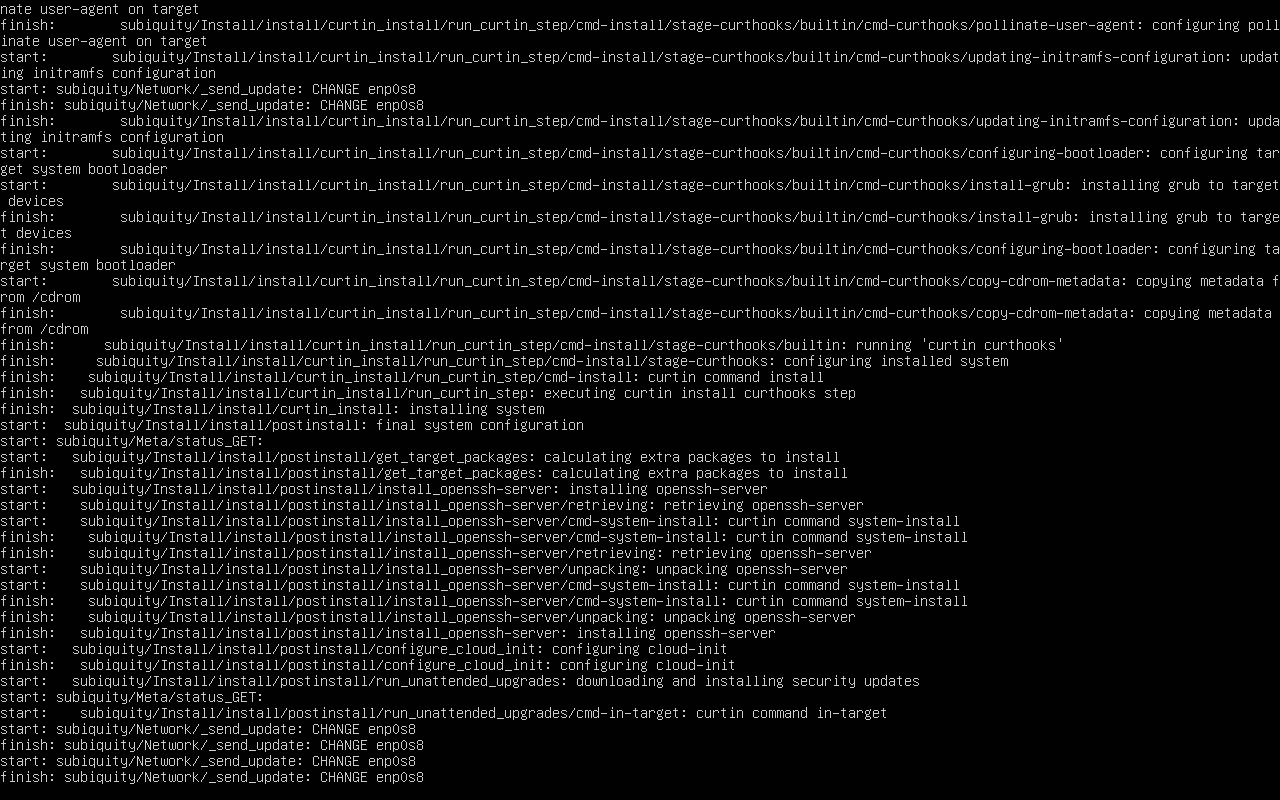 nate user-agent on target
finish:        subiquity/Install/install/curtin_install/run_curtin_step/cmd-install/stage-curthooks/builtin/cmd-curthooks/pollinate-user-agent: configuring poll
inate user-agent on target
start:        subiquity/Install/install/curtin_install/run_curtin_step/cmd-install/stage-curthooks/builtin/cmd-curthooks/updating-initramfs-configuration: updat
ing initramfs configuration
start: subiquity/Network/_send_update: CHANGE enp0s8
finish: subiquity/Network/_send_update: CHANGE enp0s8
finish:        subiquity/Install/install/curtin_install/run_curtin_step/cmd-install/stage-curthooks/builtin/cmd-curthooks/updating-initramfs-configuration: upda
ting initramfs configuration
start:        subiquity/Install/install/curtin_install/run_curtin_step/cmd-install/stage-curthooks/builtin/cmd-curthooks/configuring-bootloader: configuring tar
get system bootloader
start:        subiquity/Install/install/curtin_install/run_curtin_step/cmd-install/stage-curthooks/builtin/cmd-curthooks/install-grub: installing grub to target
 devices
finish:        subiquity/Install/install/curtin_install/run_curtin_step/cmd-install/stage-curthooks/builtin/cmd-curthooks/install-grub: installing grub to targe
t devices
finish:        subiquity/Install/install/curtin_install/run_curtin_step/cmd-install/stage-curthooks/builtin/cmd-curthooks/configuring-bootloader: configuring ta
rget system bootloader
start:        subiquity/Install/install/curtin_install/run_curtin_step/cmd-install/stage-curthooks/builtin/cmd-curthooks/copy-cdrom-metadata: copying metadata f
rom /cdrom
finish:        subiquity/Install/install/curtin_install/run_curtin_step/cmd-install/stage-curthooks/builtin/cmd-curthooks/copy-cdrom-metadata: copying metadata 
from /cdrom
finish:      subiquity/Install/install/curtin_install/run_curtin_step/cmd-install/stage-curthooks/builtin: running 'curtin curthooks'
finish:     subiquity/Install/install/curtin_install/run_curtin_step/cmd-install/stage-curthooks: configuring installed system
finish:    subiquity/Install/install/curtin_install/run_curtin_step/cmd-install: curtin command install
finish:   subiquity/Install/install/curtin_install/run_curtin_step: executing curtin install curthooks step
finish:  subiquity/Install/install/curtin_install: installing system
start:  subiquity/Install/install/postinstall: final system configuration
start: subiquity/Meta/status_GET:
start:   subiquity/Install/install/postinstall/get_target_packages: calculating extra packages to install
finish:   subiquity/Install/install/postinstall/get_target_packages: calculating extra packages to install
start:   subiquity/Install/install/postinstall/install_openssh-server: installing openssh-server
start:    subiquity/Install/install/postinstall/install_openssh-server/retrieving: retrieving openssh-server
start:    subiquity/Install/install/postinstall/install_openssh-server/cmd-system-install: curtin command system-install
finish:    subiquity/Install/install/postinstall/install_openssh-server/cmd-system-install: curtin command system-install
finish:    subiquity/Install/install/postinstall/install_openssh-server/retrieving: retrieving openssh-server
start:    subiquity/Install/install/postinstall/install_openssh-server/unpacking: unpacking openssh-server
start:    subiquity/Install/install/postinstall/install_openssh-server/cmd-system-install: curtin command system-install
finish:    subiquity/Install/install/postinstall/install_openssh-server/cmd-system-install: curtin command system-install
finish:    subiquity/Install/install/postinstall/install_openssh-server/unpacking: unpacking openssh-server
finish:   subiquity/Install/install/postinstall/install_openssh-server: installing openssh-server
start:   subiquity/Install/install/postinstall/configure_cloud_init: configuring cloud-init
finish:   subiquity/Install/install/postinstall/configure_cloud_init: configuring cloud-init
start:   subiquity/Install/install/postinstall/run_unattended_upgrades: downloading and installing security updates
start: subiquity/Meta/status_GET:
start:    subiquity/Install/install/postinstall/run_unattended_upgrades/cmd-in-target: curtin command in-target
start: subiquity/Network/_send_update: CHANGE enp0s8
finish: subiquity/Network/_send_update: CHANGE enp0s8
start: subiquity/Network/_send_update: CHANGE enp0s8
finish: subiquity/Network/_send_update: CHANGE enp0s8